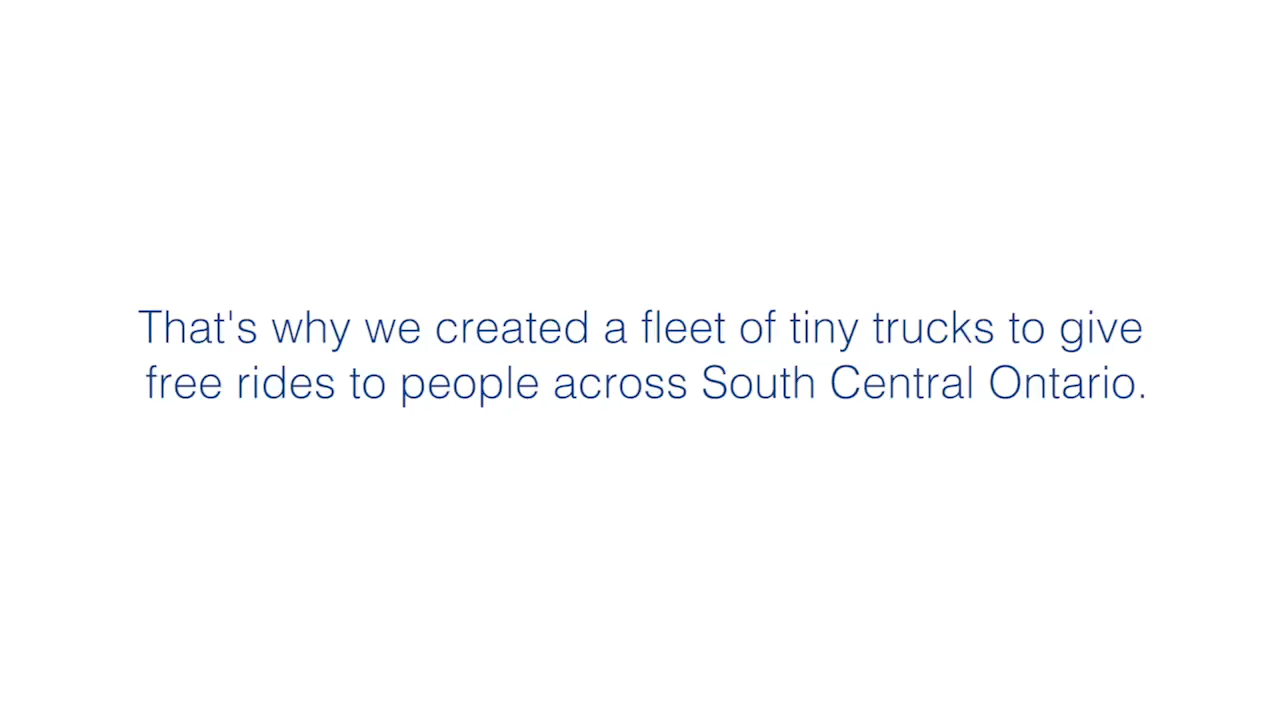 That's why we created a fleet of tiny trucks to give
free rides to people across South Central Ontario.